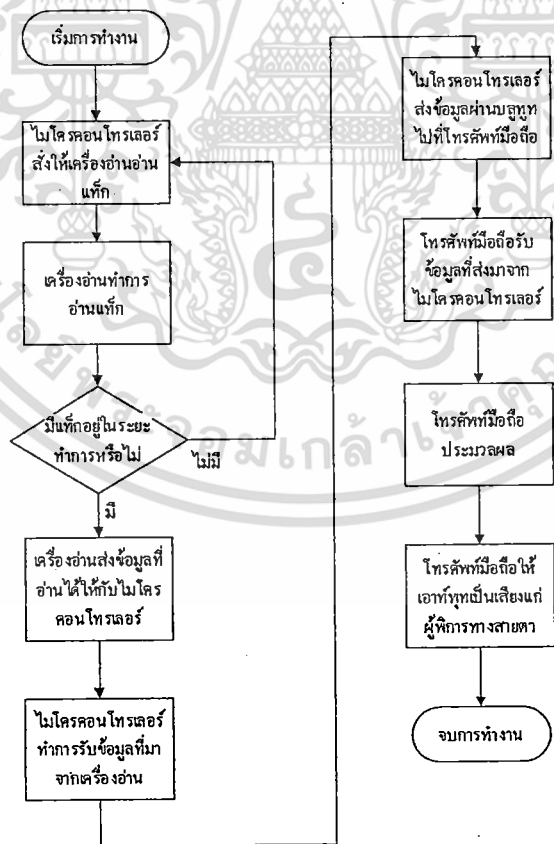 เริ่มการทำงาน
ไมโครคอนโทรเลอร์
สั่งให้เครื่องอ่านอ่าน
แท็ก
เครื่องอ่านทำการ
อ่านแท็ก
มีแท็กอยู่ในระยะ
ทำการหรือไม่
ไม่มี
มี
เครื่องอ่านส่งข้อมูลที่
อ่านได้ให้กับไมโคร
คอนโทรเลอร์
ไมโครคอนโทรเลอร์
ทำการรับข้อมูลที่มา
จากเครื่องอ่าน
ไมโครคอนโทรเลอร์
ส่งข้อมูลผ่านบลูทูท
ไปที่โทรศัพท์มือถือ
โทรศัพท์มือถือรับ
ข้อมูลที่ส่งมาจาก
ไมโครคอนโทรเลอร์
โทรศัพท์มือถือ
ประมวลผล
โทรศัพท์มือถือให้
เอาท์พุทเป็นเสียงแก่
ผู้พิการทางสายตา
จบการทำงาน